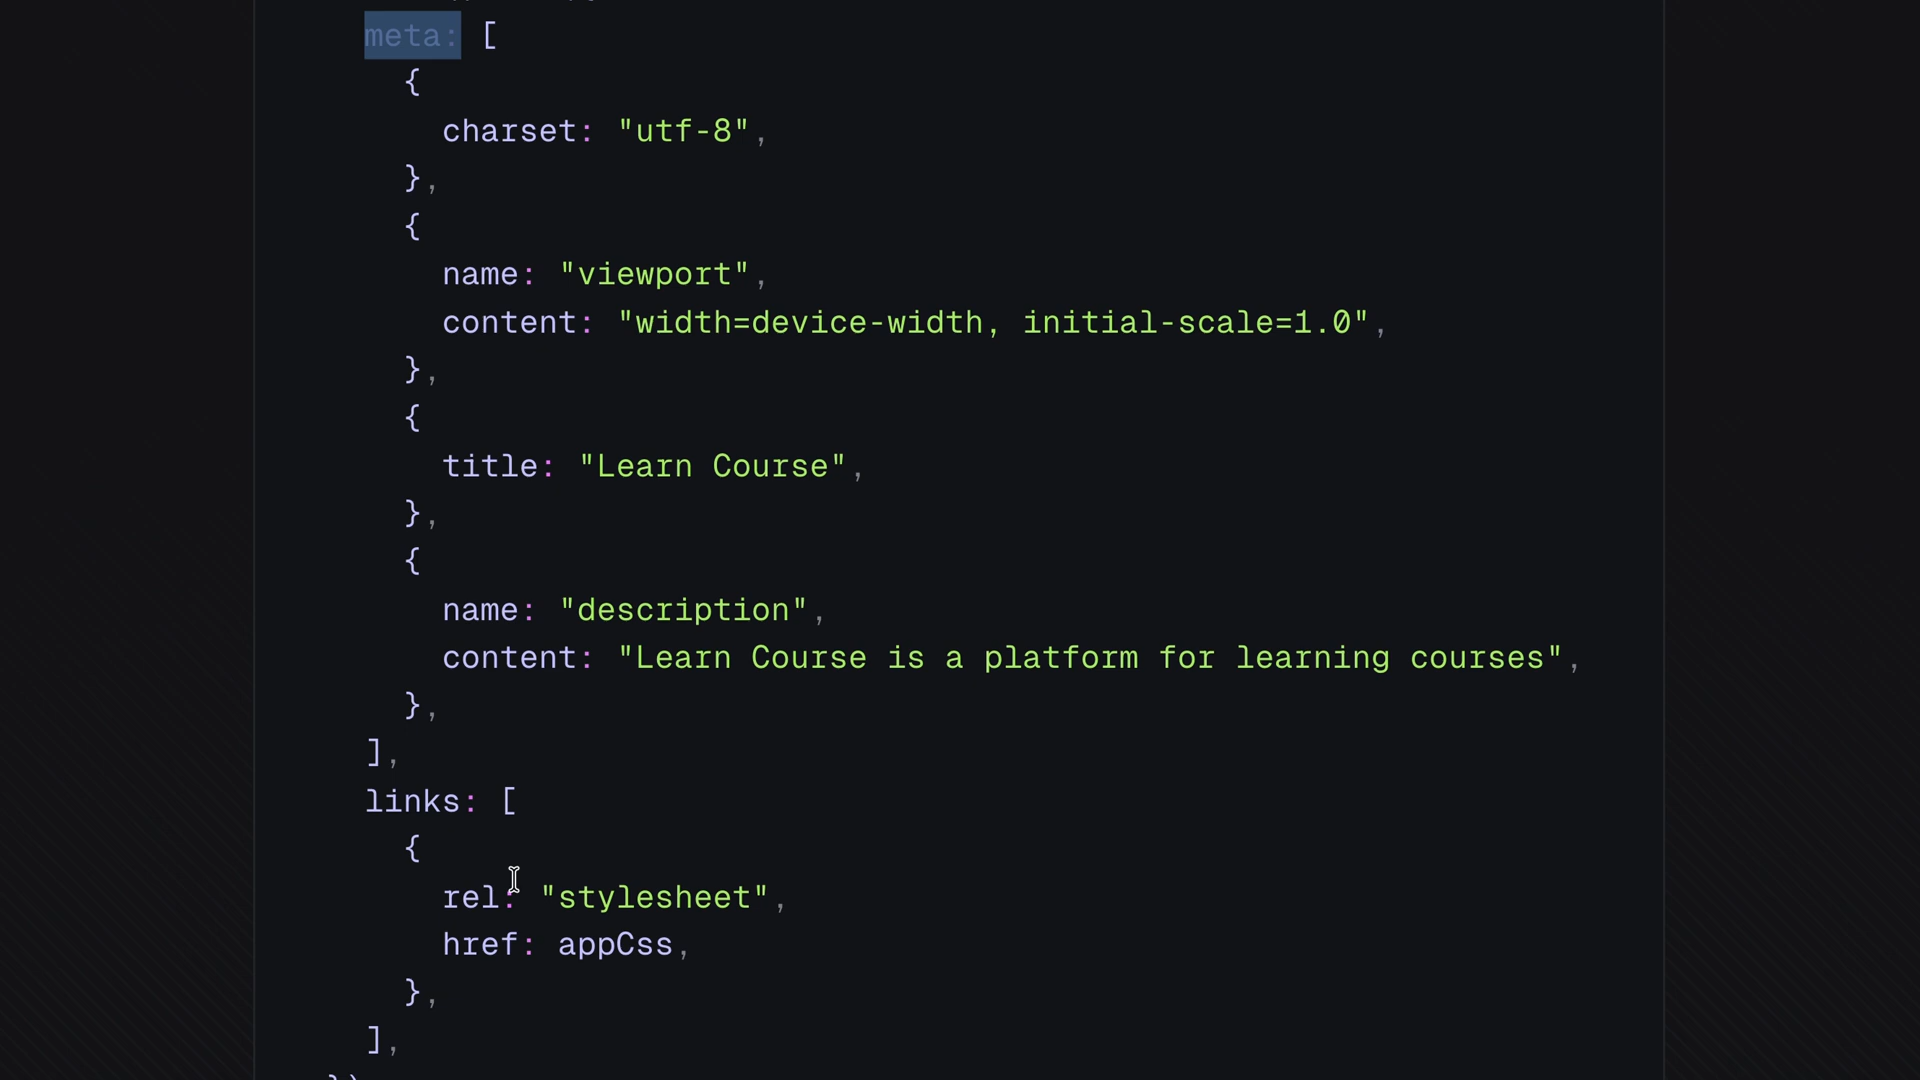 meta: [
{
charset: "utf-8",
},
{
name: "viewport",
content: "width=device-width, initial-scale=1.0",
},
{
title: "Learn Course",
},
{
name: "description",
content: "Learn Course is a platform for learning courses",
},
],
links: [
{
rel: "stylesheet",
href: appCss,
},
],